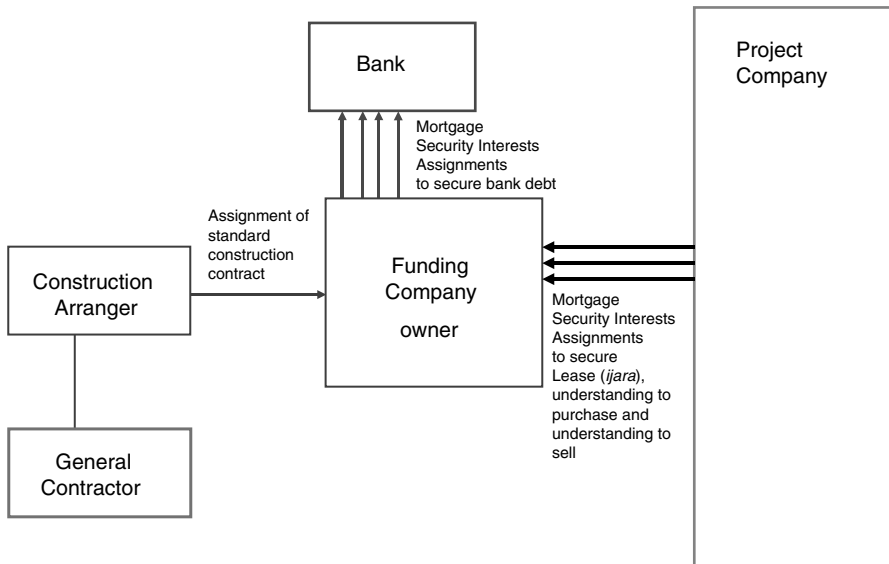 Bank
Project
Company
Mortgage
Security Interests
Assignments
to secure bank debt
Assignment of
standard
construction
contract
Construction
Arranger
Funding
Company
owner
Mortgage
Security Interests
Assignments
to secure
Lease (ijara),
understanding to
purchase and
understanding to
sell
General
Contractor